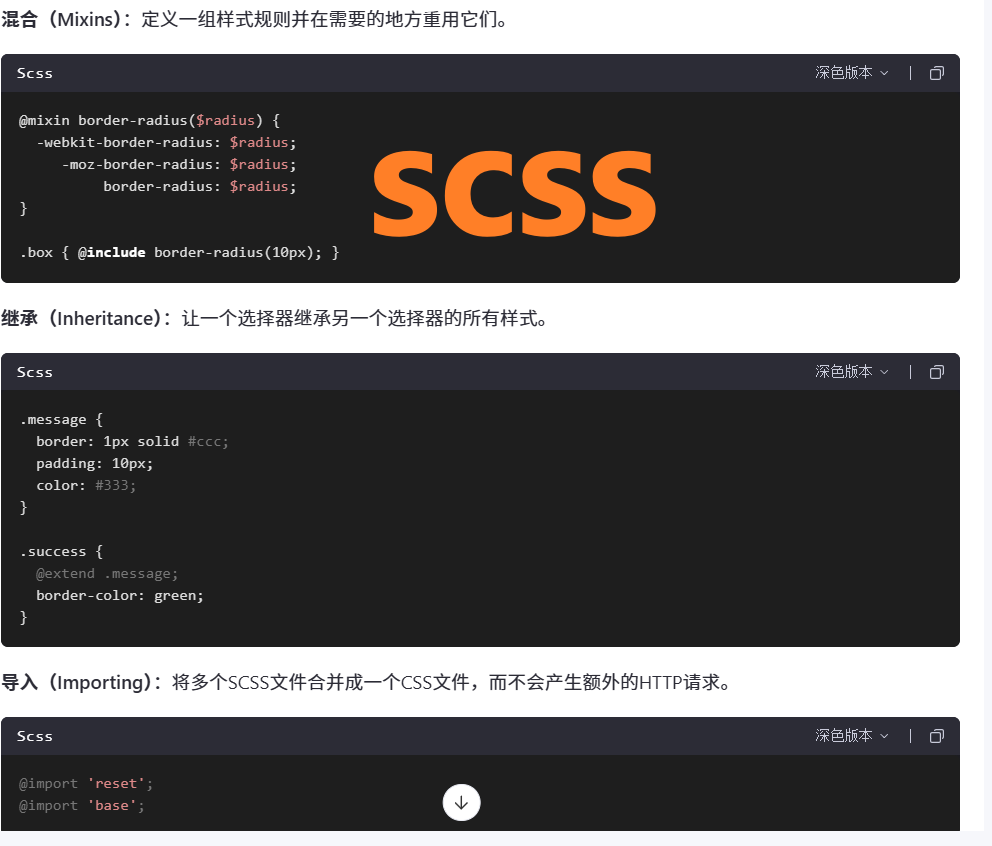 混合（Mixins）：定义一组样式规则并在需要的地方重用它们。
Scss
深色版本
@mixin border-radius($radius) {
  -webkit-border-radius: $radius;
     -moz-border-radius: $radius;
          border-radius: $radius;
}
SCSS
.box { @include border-radius(10px); }
继承（Inheritance）：让一个选择器继承另一个选择器的所有样式。
Scss
深色版本
.message {
  border: 1px solid #ccc;
  padding: 10px;
  color: #333;
}
.success {
  @extend .message;
  border-color: green;
}
导入（Importing）：将多个SCSS文件合并成一个CSS文件，而不会产生额外的HTTP请求。
Scss
深色版本
@import 'reset';
@import 'base';